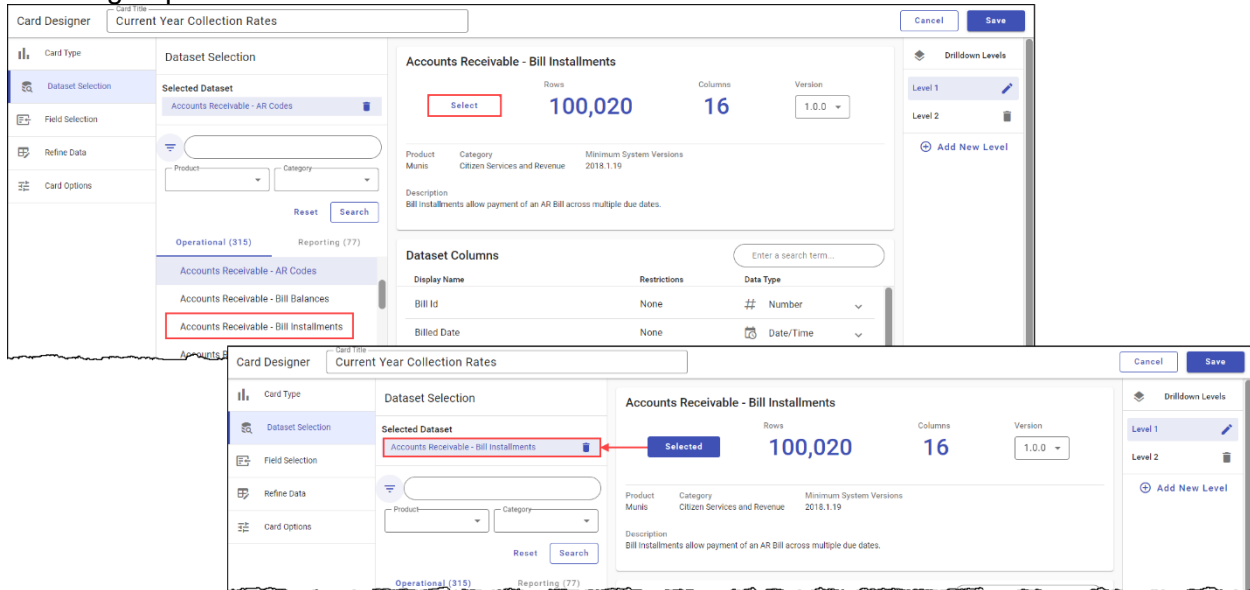 Card Designer
Card Title
Current Year Collection Rates
Cancel
Save
Card Type
Dataset Selection
Field Selection
Refine Data
Card Options
Dataset Selection
Selected Dataset
Accounts Receivable - AR Codes
Product
Category
Reset
Search
Operational (315)
Reporting (77)
Accounts Receivable - AR Codes
Accounts Receivable - Bill Balances
Accounts Receivable - Bill Installments
Accounts Receivable - Bill Installments
Select
Rows
100,020
Columns
16
Version
1.0.0
Product
Munis
Category
Citizen Services and Revenue
Minimum System Versions
2018.1.19
Description
Bill Installments allow payment of an AR Bill across multiple due dates.
Dataset Columns
Enter a search term...
Display Name
Restrictions
Data Type
Bill Id
None
# Number
Billed Date
None
Date/Time
Drilldown Levels
Level 1
Level 2
Add New Level
Card Designer
Card Title
Current Year Collection Rates
Cancel
Save
Card Type
Dataset Selection
Field Selection
Refine Data
Card Options
Dataset Selection
Selected Dataset
Accounts Receivable - Bill Installments
Product
Category
Reset
Search
Operational (315)
Reporting (77)
Accounts Receivable - Bill Installments
Selected
Rows
100,020
Columns
16
Version
1.0.0
Product
Munis
Category
Citizen Services and Revenue
Minimum System Versions
2018.1.19
Description
Bill Installments allow payment of an AR Bill across multiple due dates.
Drilldown Levels
Level 1
Level 2
Add New Level